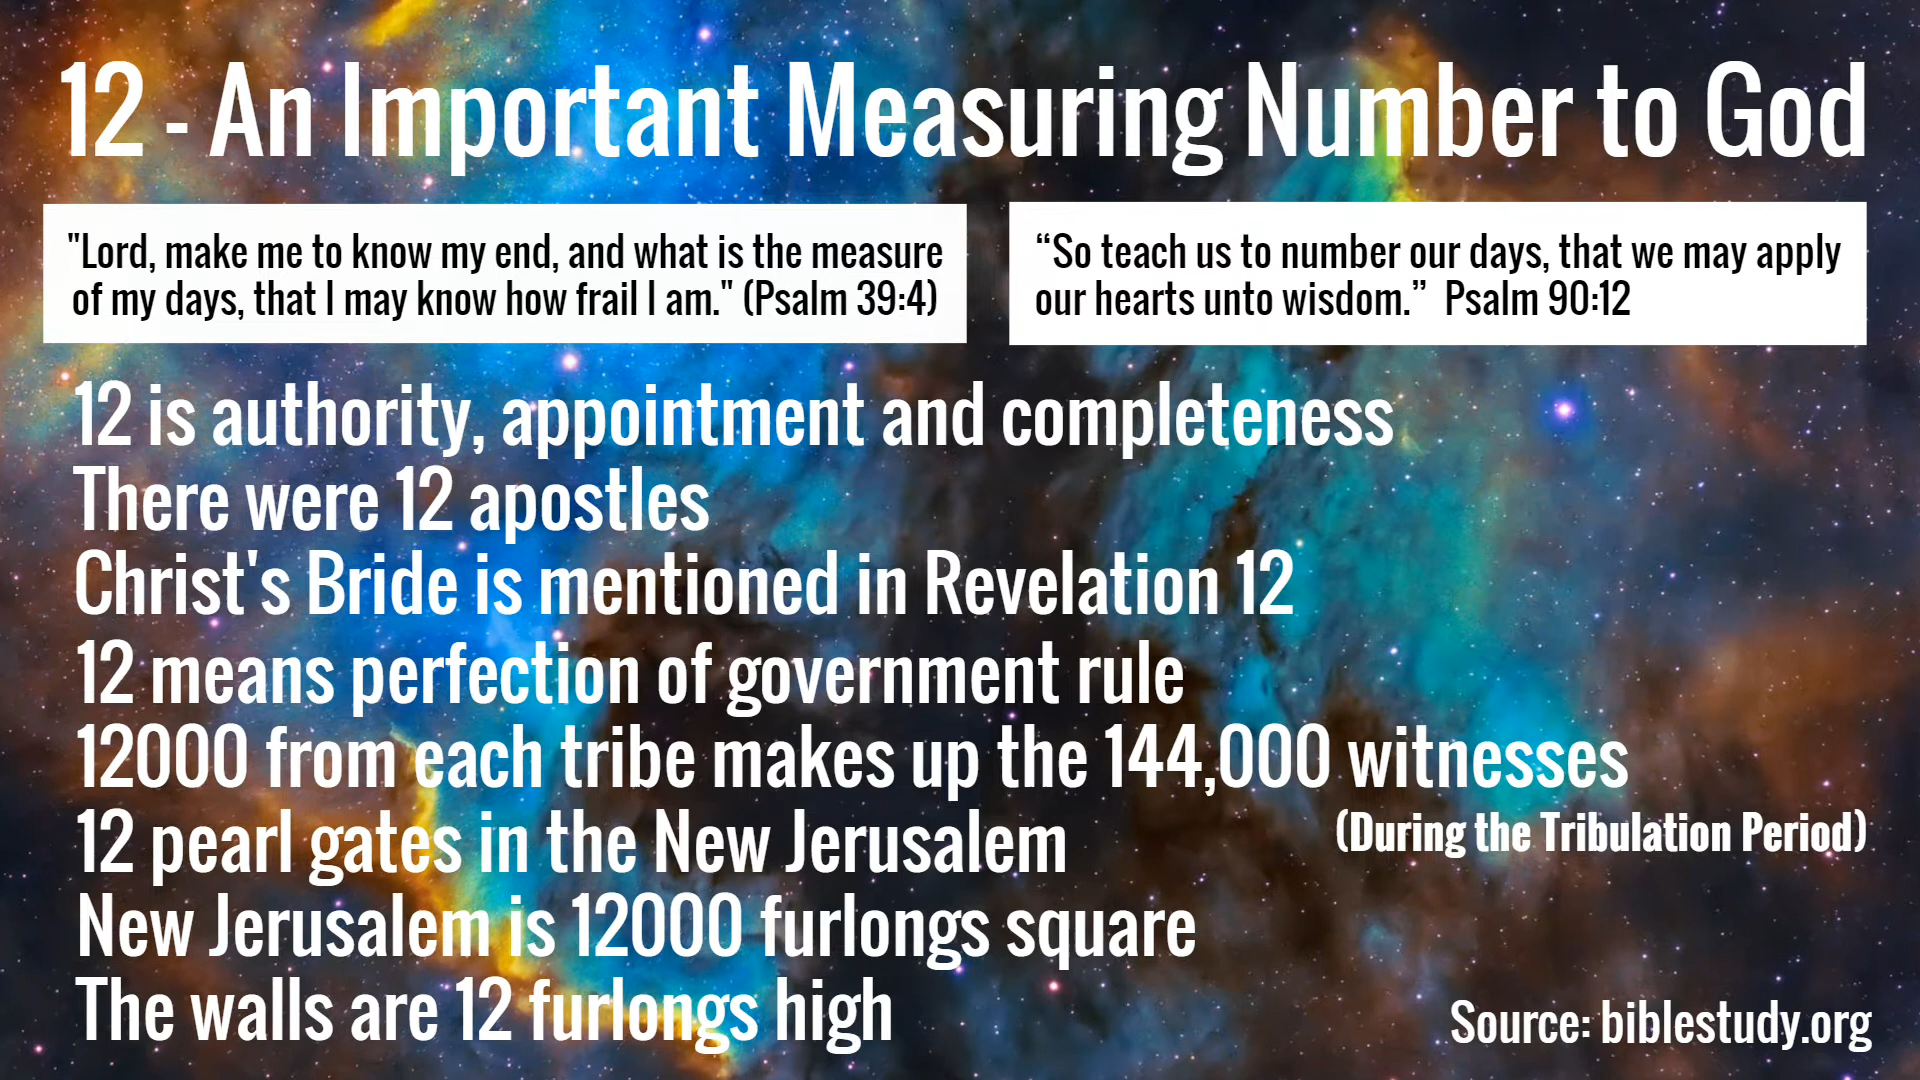 12 - An Important Measuring Number to God
"Lord, make me to know my end, and what is the measure
of my days, that I may know how frail I am." (Psalm 39:4)
“So teach us to number our days, that we may apply
our hearts unto wisdom.” Psalm 90:12
12 is authority, appointment and completeness
There were 12 apostles
Christ's Bride is mentioned in Revelation 12
12 means perfection of government rule
12000 from each tribe makes up the 144,000 witnesses
(During the Tribulation Period)
12 pearl gates in the New Jerusalem
New Jerusalem is 12000 furlongs square
The walls are 12 furlongs high
Source: biblestudy.org